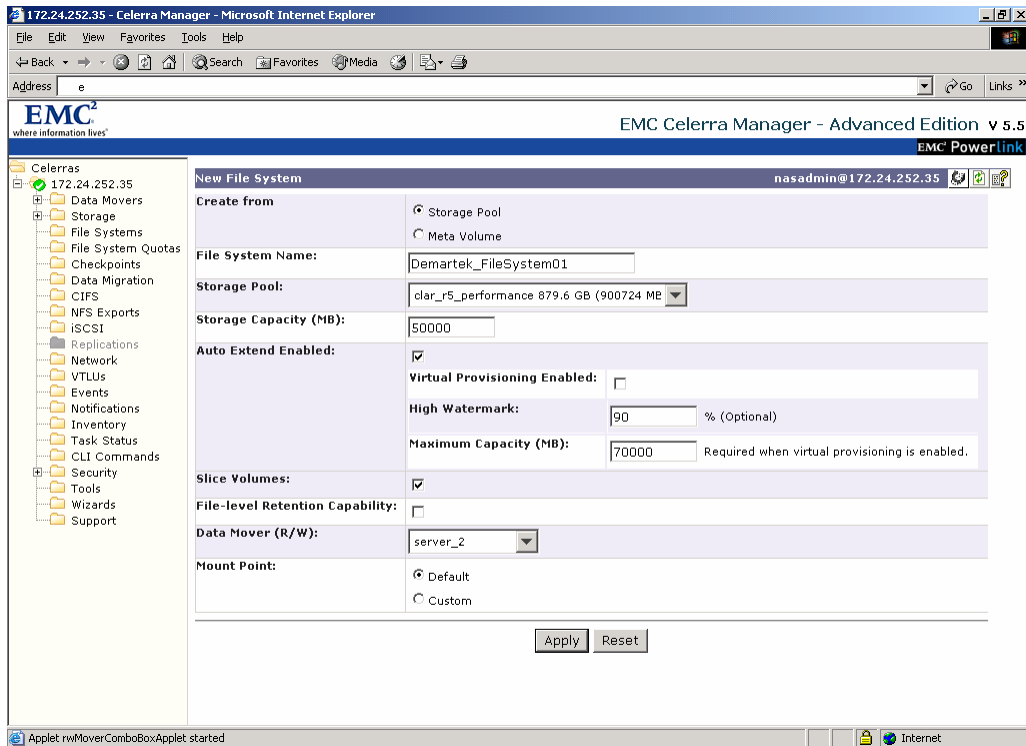 172.24.252.35 - Celerra Manager - Microsoft Internet Explorer
File Edit View Favorites Tools Help
Back Search Favorites Media
Address e Go Links »
EMC²
where information lives®
EMC Celerra Manager - Advanced Edition V 5.5
EMC² Powerlink
Celerras
172.24.252.35
Data Movers
Storage
File Systems
File System Quotas
Checkpoints
Data Migration
CIFS
NFS Exports
iSCSI
Replications
Network
VTLUs
Events
Notifications
Inventory
Task Status
CLI Commands
Security
Tools
Wizards
Support
New File System nasadmin@172.24.252.35
Create from
Storage Pool
Meta Volume
File System Name: Demartek_FileSystem01
Storage Pool: clar_r5_performance 879.6 GB (900724 MB
Storage Capacity (MB): 50000
Auto Extend Enabled:
Virtual Provisioning Enabled:
High Watermark: 90 % (Optional)
Maximum Capacity (MB): 70000 Required when virtual provisioning is enabled.
Slice Volumes:
File-level Retention Capability:
Data Mover (R/W): server_2
Mount Point:
Default
Custom
Apply Reset
Applet rwMoverComboBoxApplet started Internet